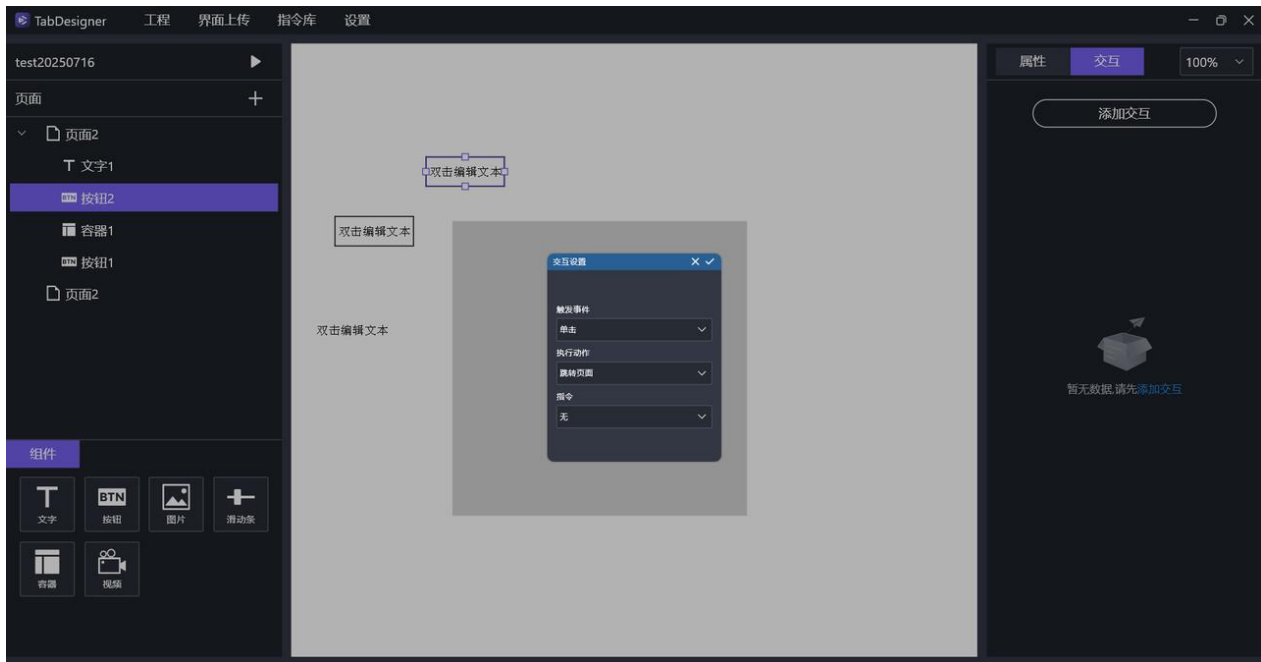 TabDesigner 工程 界面上传 指令库 设置
test20250716
页面
页面2
文字1
按钮2
容器1
按钮1
页面2
组件
文字
BTN
按钮
图片
滑动条
容器
视频
双击编辑文本
双击编辑文本
双击编辑文本
交互设置
触发事件
单击
执行动作
跳转页面
指令
无
属性 交互 100%
添加交互
暂无数据,请先添加交互